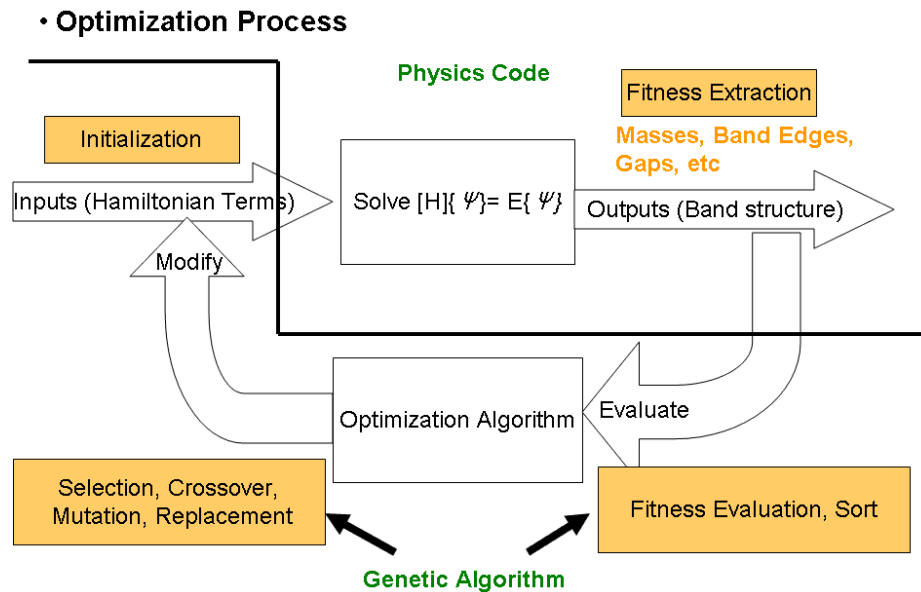 • Optimization Process
Physics Code
Fitness Extraction
Initialization
Masses, Band Edges,
Gaps, etc
Inputs (Hamiltonian Terms)
Solve [H]{ Ψ}= E{ Ψ}
Outputs (Band structure)
Modify
Optimization Algorithm
Evaluate
Selection, Crossover,
Mutation, Replacement
Fitness Evaluation, Sort
Genetic Algorithm